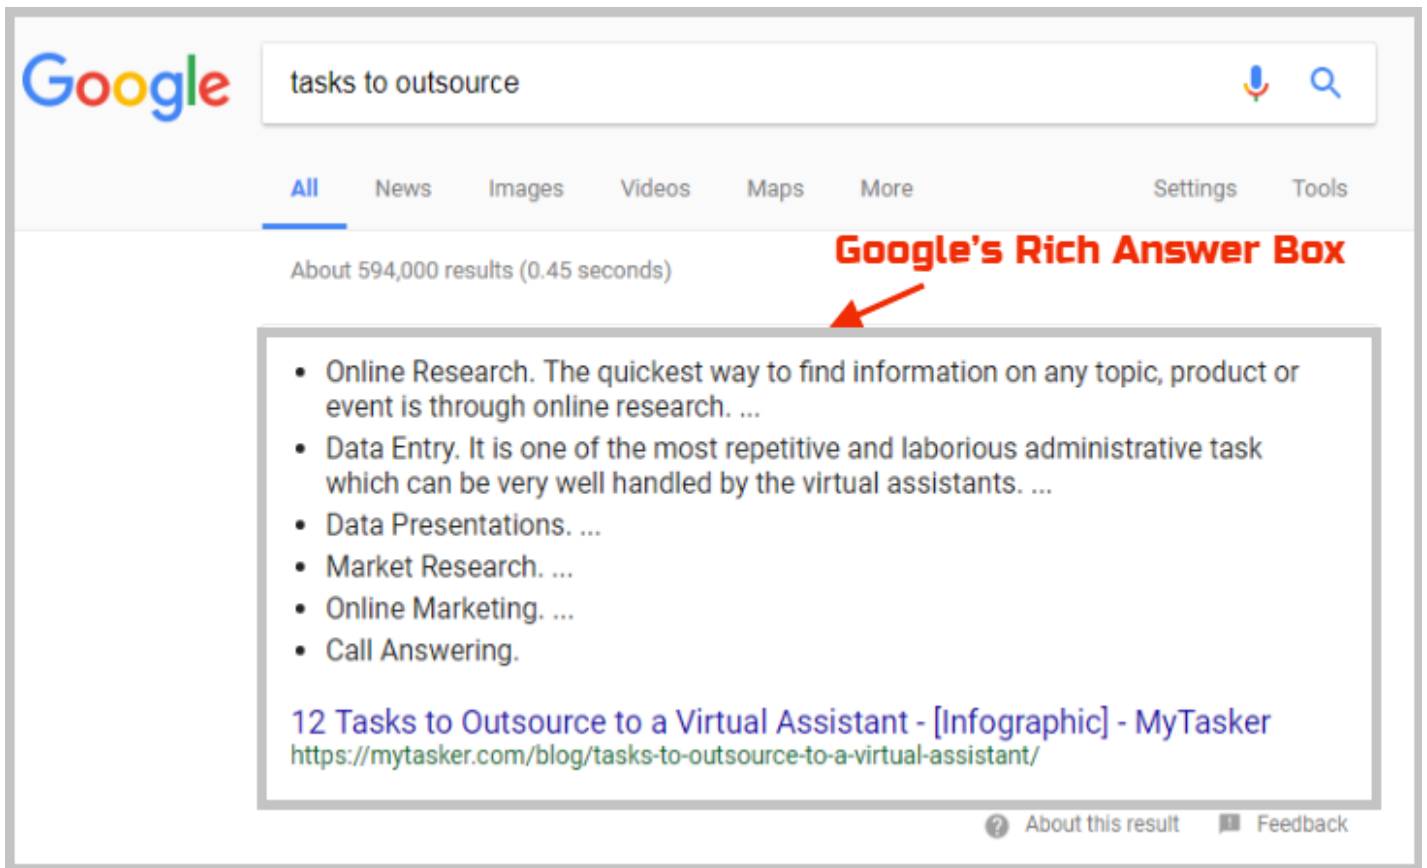 Google
tasks to outsource
All News Images Videos Maps More Settings Tools
Google's Rich Answer Box
About 594,000 results (0.45 seconds)
• Online Research. The quickest way to find information on any topic, product or
event is through online research. ...
• Data Entry. It is one of the most repetitive and laborious administrative task
which can be very well handled by the virtual assistants. ...
• Data Presentations. ...
• Market Research. ...
• Online Marketing. ...
• Call Answering.
12 Tasks to Outsource to a Virtual Assistant - [Infographic] - MyTasker
https://mytasker.com/blog/tasks-to-outsource-to-a-virtual-assistant/
About this result Feedback